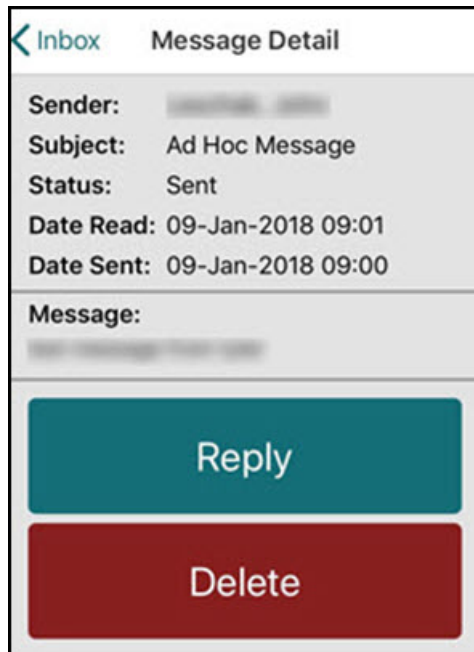 Inbox Message Detail
Sender:
Subject: Ad Hoc Message
Status: Sent
Date Read: 09-Jan-2018 09:01
Date Sent: 09-Jan-2018 09:00
Message:
Reply
Delete